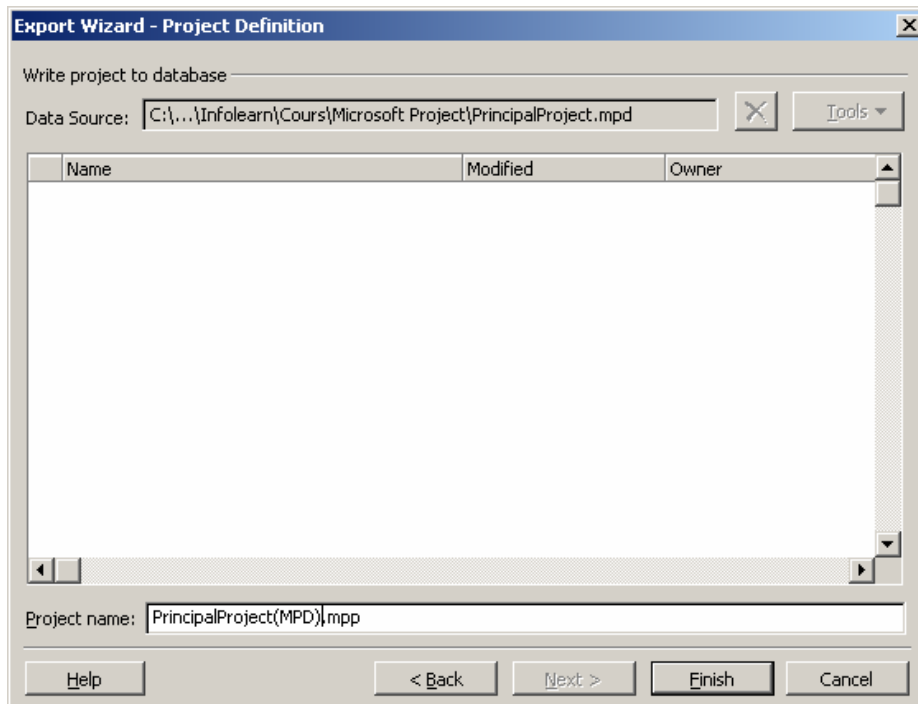 Export Wizard - Project Definition
Write project to database
Data Source: C:\...\Infolearn\Cours\Microsoft Project\PrincipalProject.mpd Tools
Name Modified Owner
Project name: PrincipalProject(MPD).mpp
Help < Back Next > Finish Cancel